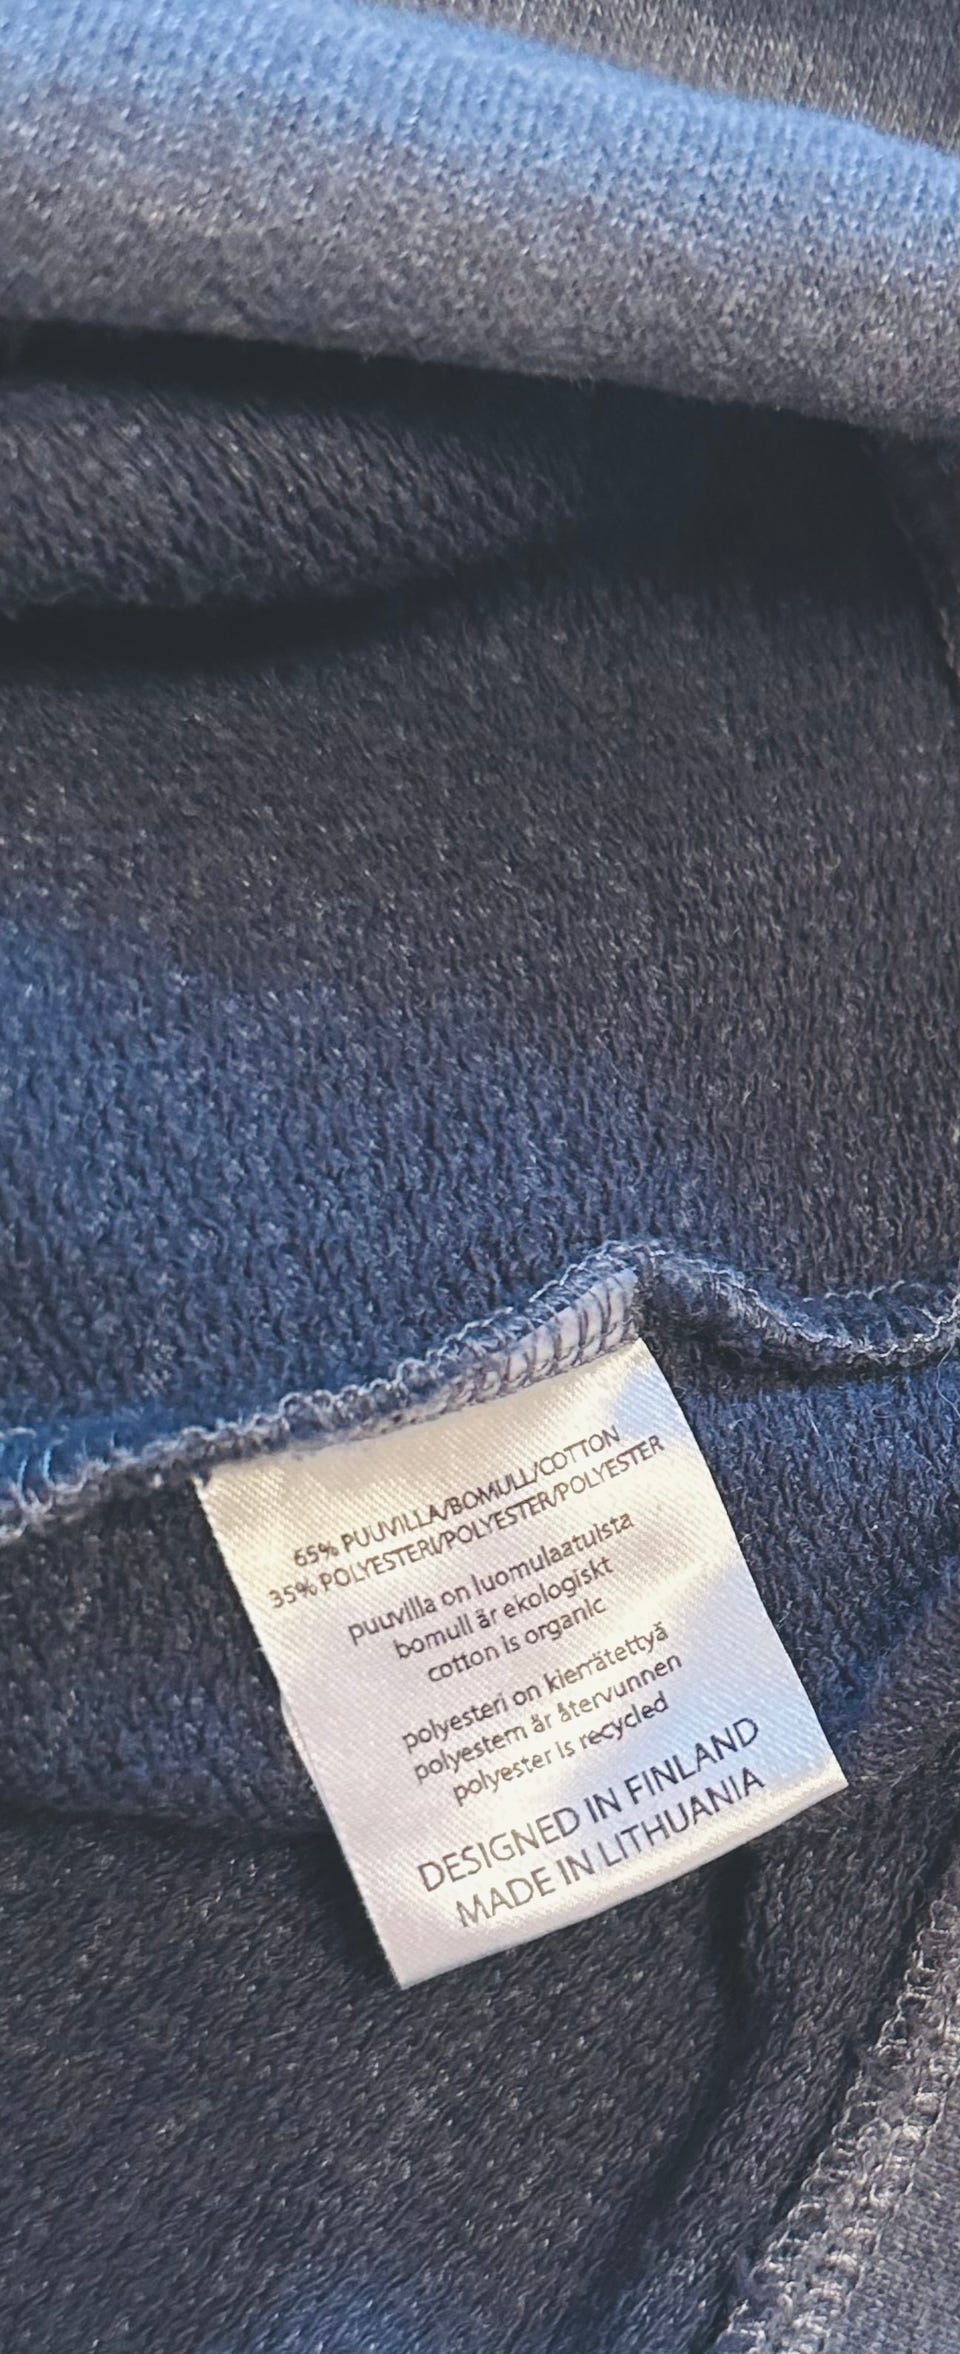 65% PUUVILLA/BOMULL/COTTON
35% POLYESTERI/POLYESTER/POLYESTER
puuvilla on luomulaatuista
bomull är ekologiskt
cotton is organic
polyesteri on kierrätettyä
polyestern är återvunnen
polyester is recycled
DESIGNED IN FINLAND
MADE IN LITHUANIA